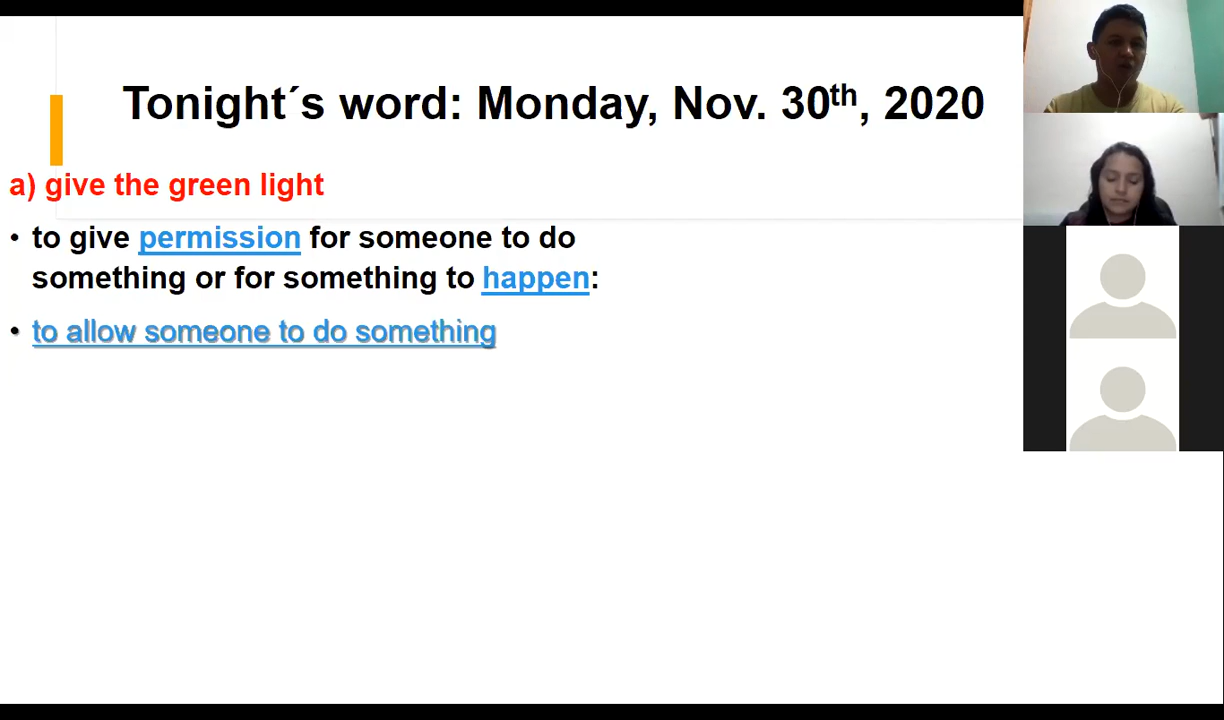 Tonight´s word: Monday, Nov. 30th, 2020
a) give the green light
• to give permission for someone to do
something or for something to happen:
• to allow someone to do something